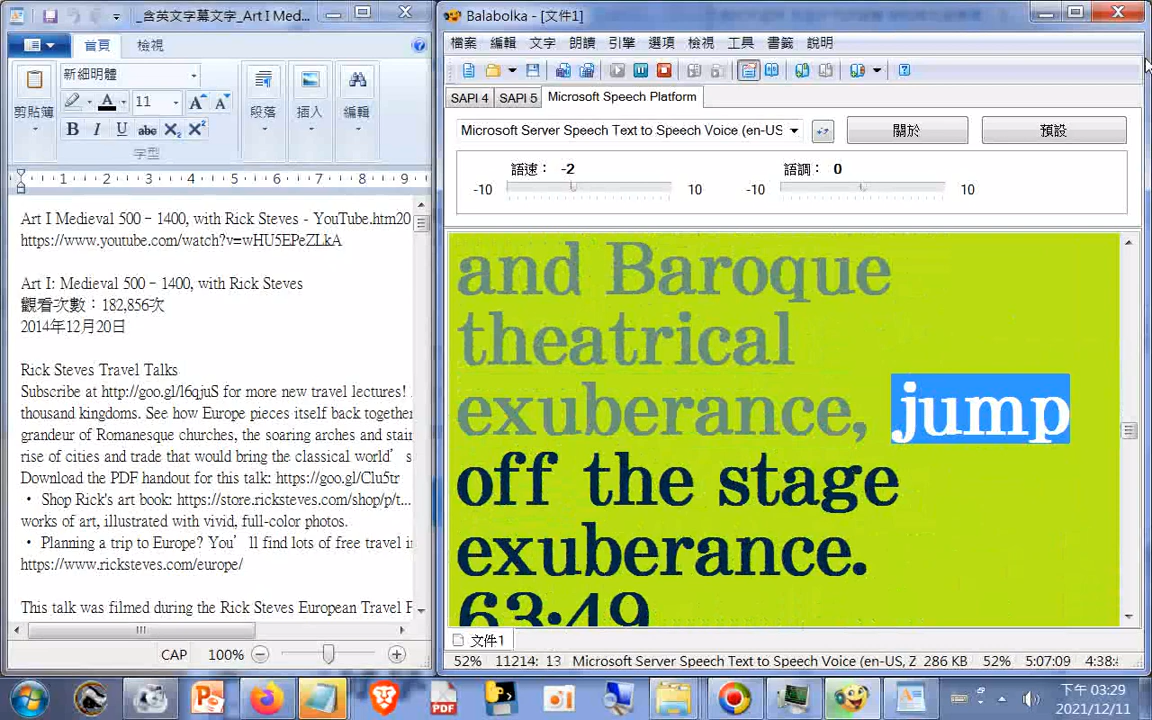 _含英文字幕文字_Art I Med...
首頁
檢視
新細明體
11
剪貼簿
段落
插入
編輯
字型
1 2 3 4 5 6 7 8 9
Art I Medieval 500－1400, with Rick Steves - YouTube.htm20
https://www.youtube.com/watch?v=wHU5EPeZLkA
Art I: Medieval 500－1400, with Rick Steves
觀看次數：182,856次
2014年12月20日
Rick Steves Travel Talks
Subscribe at http://goo.gl/l6qjuS for more new travel lectures!
thousand kingdoms. See how Europe pieces itself back together
grandeur of Romanesque churches, the soaring arches and stai
rise of cities and trade that would bring the classical world’s
Download the PDF handout for this talk: https://goo.gl/Clu5tr
• Shop Rick's art book: https://store.ricksteves.com/shop/p/t...
works of art, illustrated with vivid, full-color photos.
• Planning a trip to Europe? You’ll find lots of free travel i
https://www.ricksteves.com/europe/
This talk was filmed during the Rick Steves European Travel F
CAP 100%
Balabolka - [文件1]
檔案 編輯 文字 朗讀 引擎 選項 檢視 工具 書籤 說明
SAPI 4 SAPI 5 Microsoft Speech Platform
Microsoft Server Speech Text to Speech Voice (en-US
關於
預設
語速： -2
語調： 0
-10 10 -10 10
and Baroque
theatrical
exuberance, jump
off the stage
exuberance.
63:49
文件1
52% 11214: 13 Microsoft Server Speech Text to Speech Voice (en-US, Z 286 KB 52% 5:07:09 4:38:
下午 03:29
2021/12/11